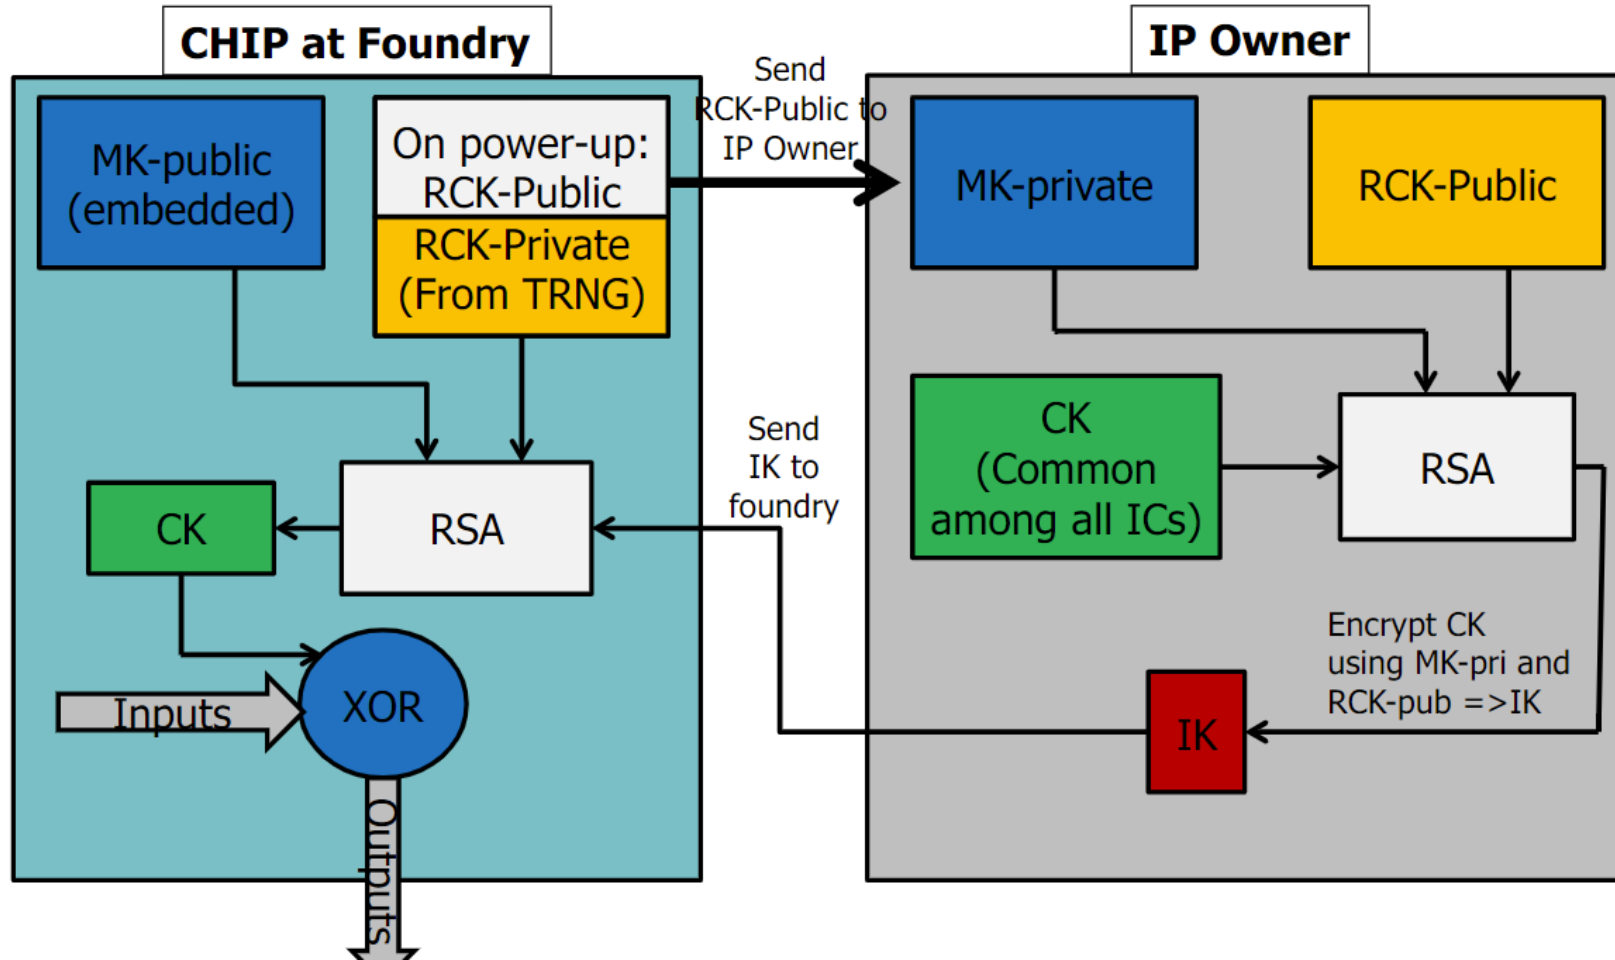 CHIP at Foundry
IP Owner
Send
RCK-Public to
IP Owner
MK-public
(embedded)
On power-up:
RCK-Public
RCK-Private
(From TRNG)
MK-private
RCK-Public
CK
(Common
among all ICs)
RSA
Send
IK to
foundry
CK
RSA
Encrypt CK
using MK-pri and
RCK-pub =>IK
IK
XOR
Inputs
Outputs